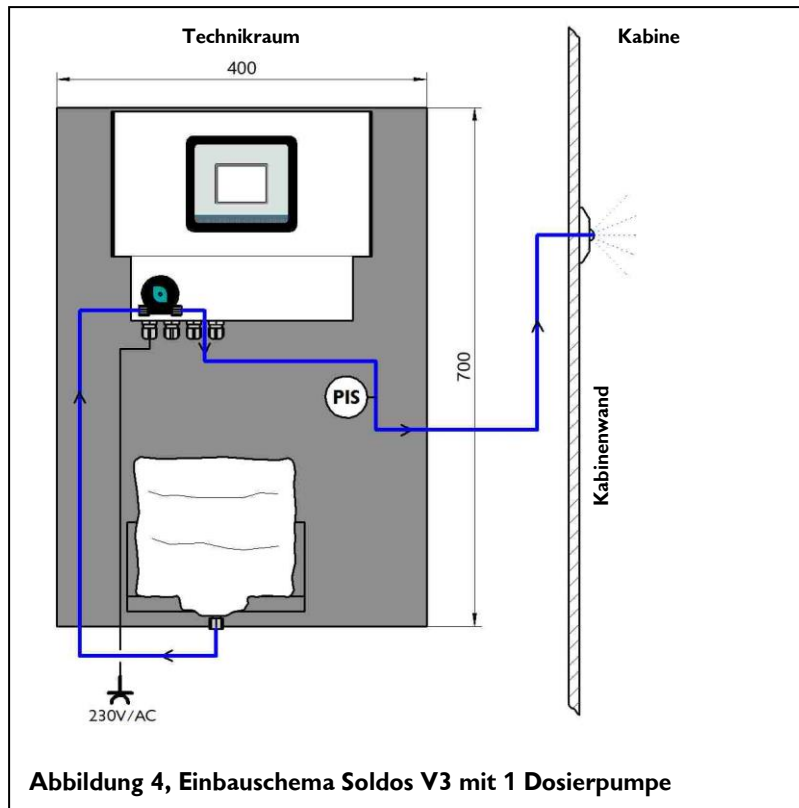 Technikraum
Kabine
400
700
PIS
Kabinenwand
230V/AC
Abbildung 4, Einbauschema Soldos V3 mit 1 Dosierpumpe